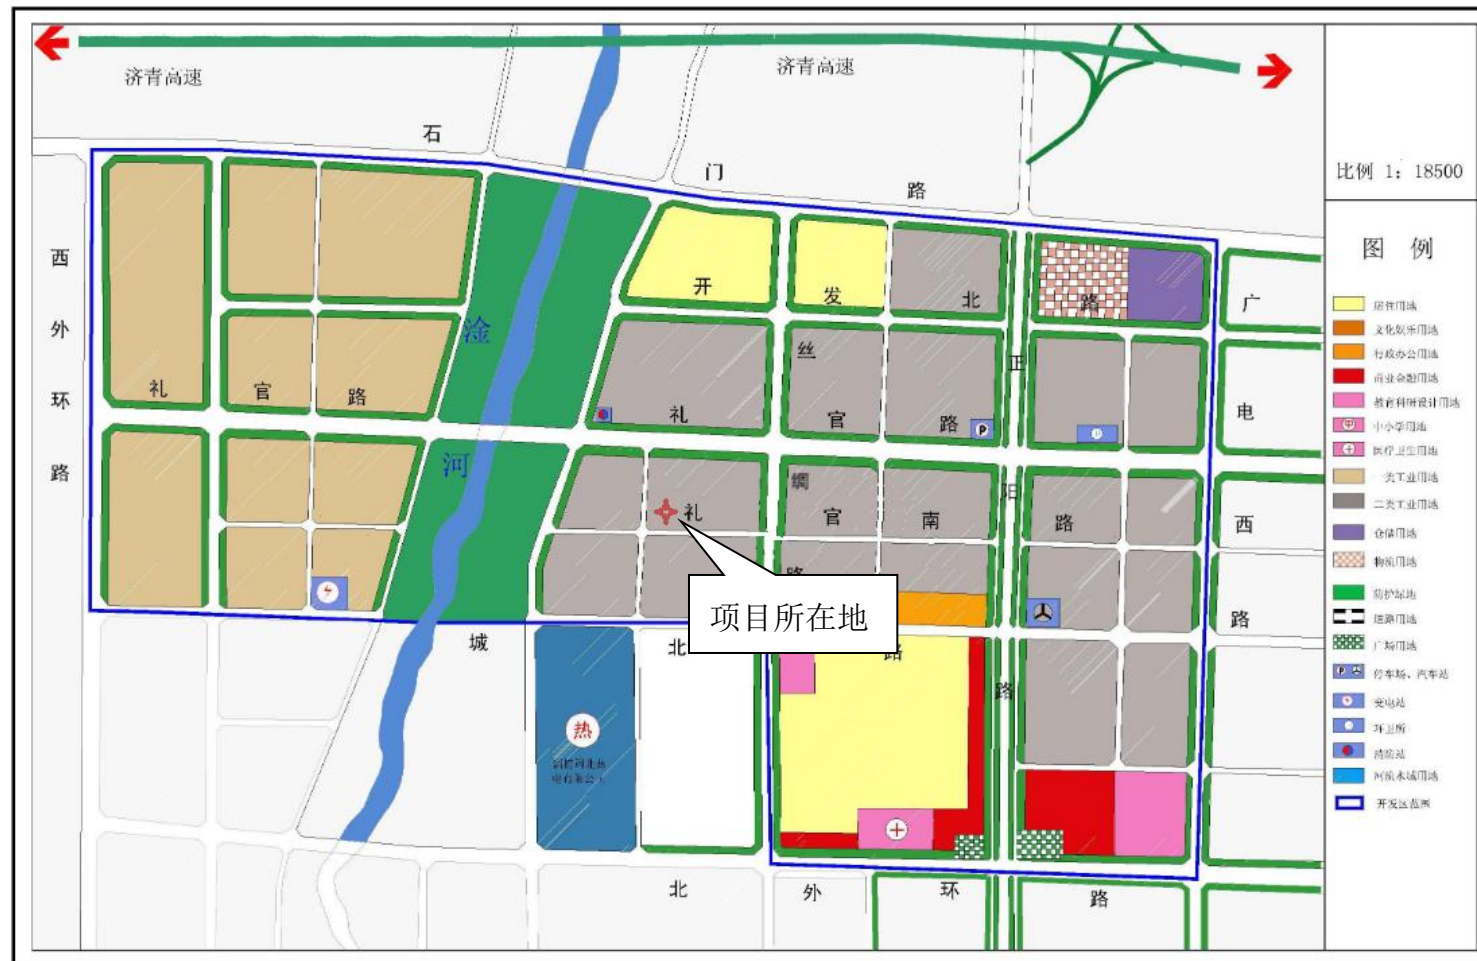 济青高速
济青高速
比例 1: 18500
石门路
西外环路
开发北路
广电西路
图 例
淦河
礼官路
礼官路
丝绸路
正阳路
礼官南路
项目所在地
城北路
热
北外环路
P
居住用地
文化娱乐用地
行政办公用地
商业金融用地
教育科研设计用地
中小学用地
医疗卫生用地
一类工业用地
二类工业用地
仓储用地
物流用地
防护绿地
道路用地
广场用地
停车场、汽车站
变电站
环卫所
消防站
河流水域用地
开发区范围